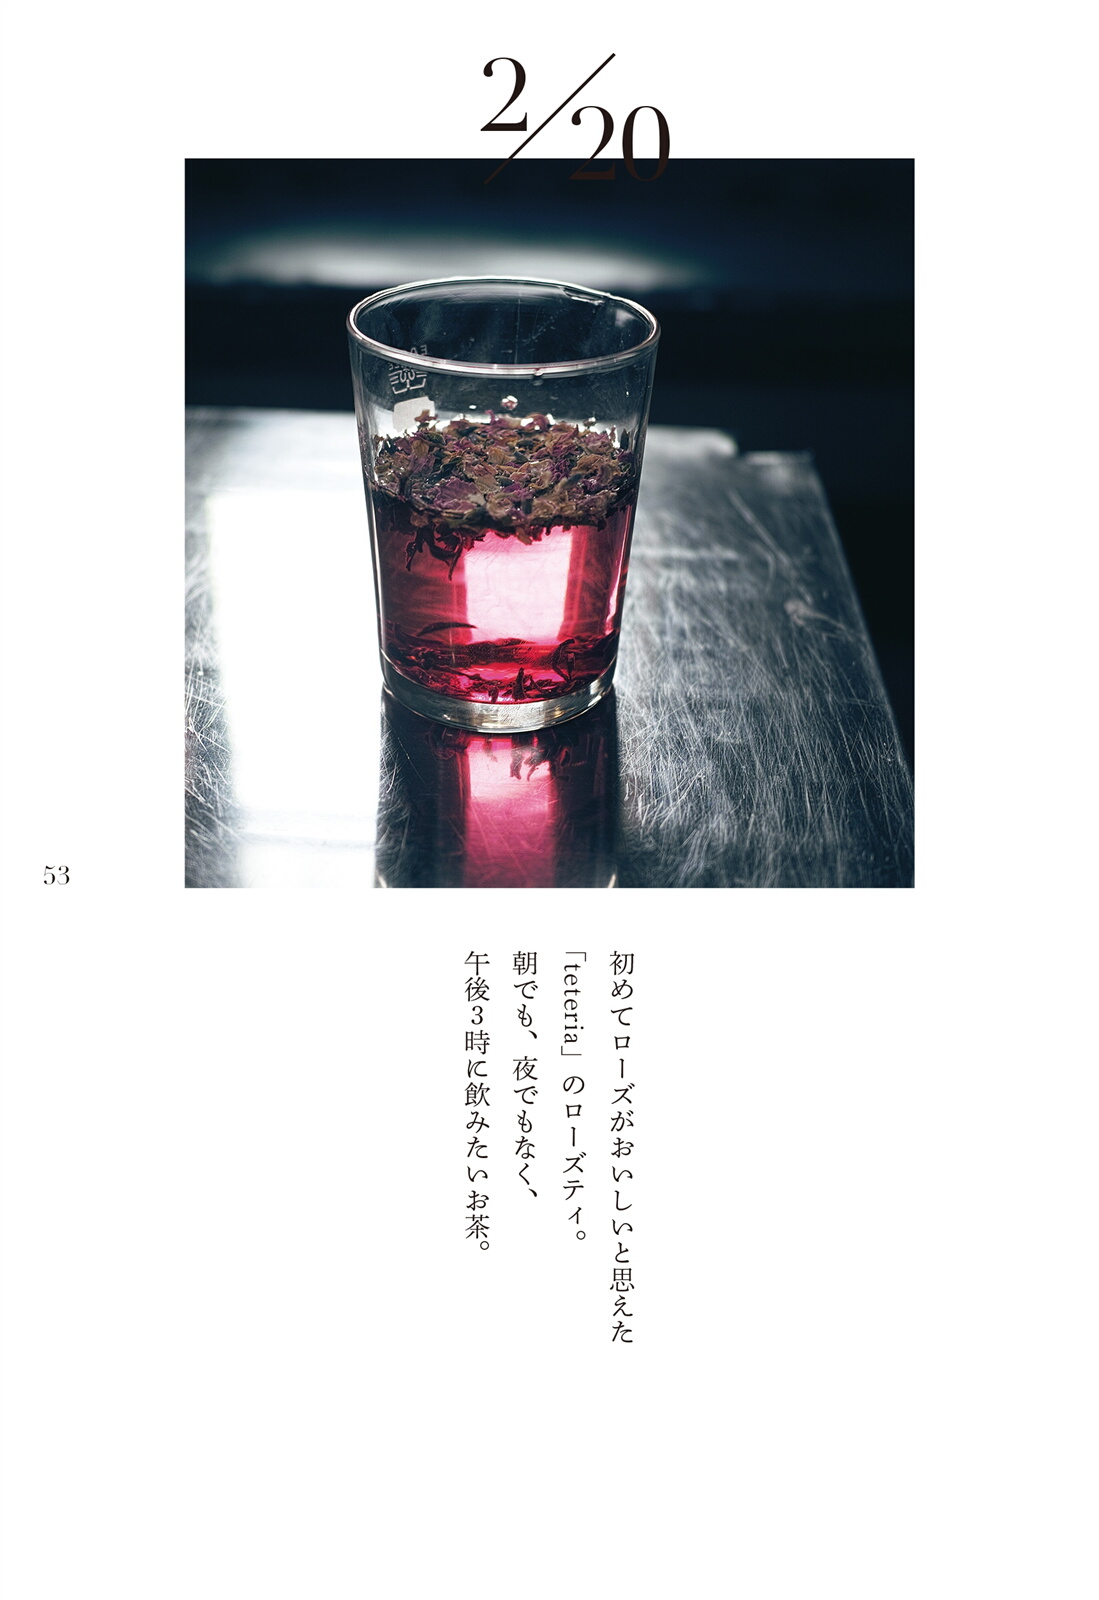 2/20
53
初めてローズがおいしいと思えた
「teteria」のローズティ。
朝でも、夜でもなく、
午後3時に飲みたいお茶。